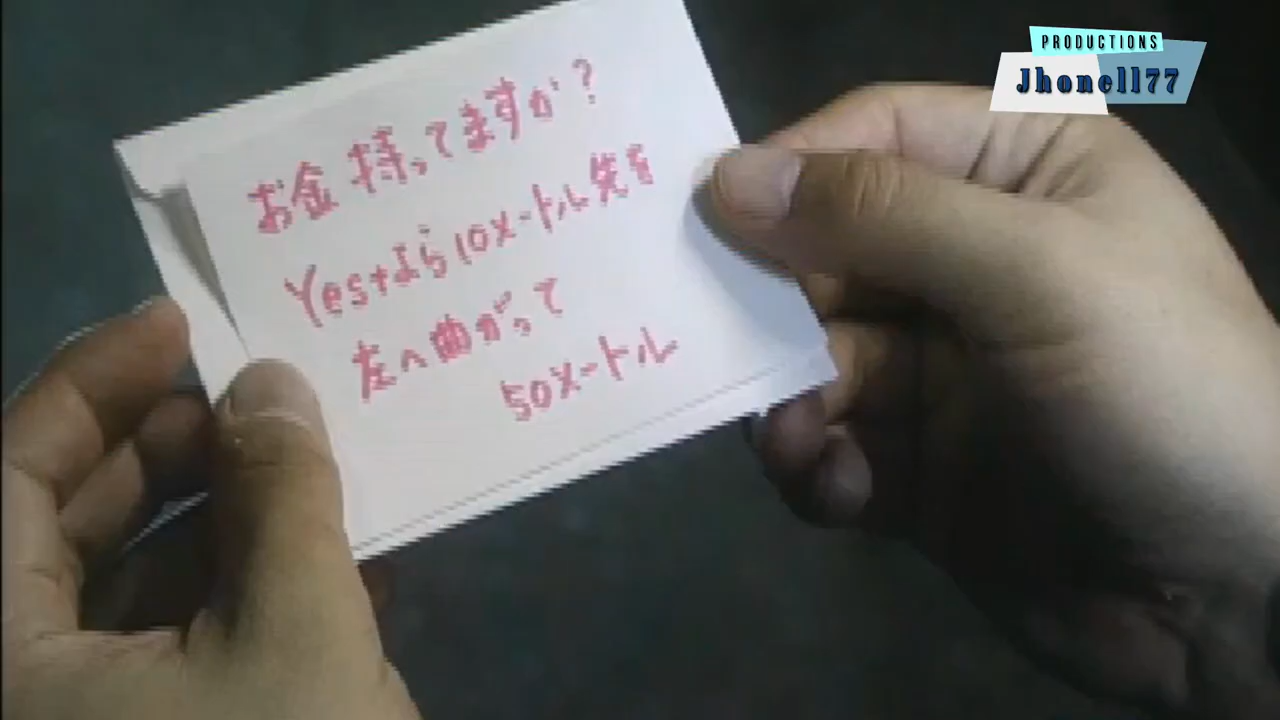 PRODUCTIONS
Jhonell77
お金 持ってますか?
Yesなら10メートル先を
左へ曲がって
50メートル